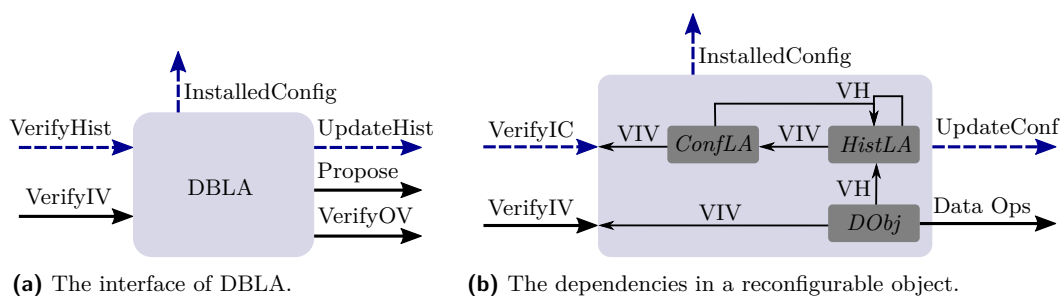 InstalledConfig
VerifyHist
UpdateHist
Propose
DBLA
VerifyIV
VerifyOV
(a) The interface of DBLA.
InstalledConfig
VH
VerifyIC
VIV
ConfLA
VIV
HistLA
UpdateConf
VH
VerifyIV
VIV
DObj
Data Ops
(b) The dependencies in a reconfigurable object.